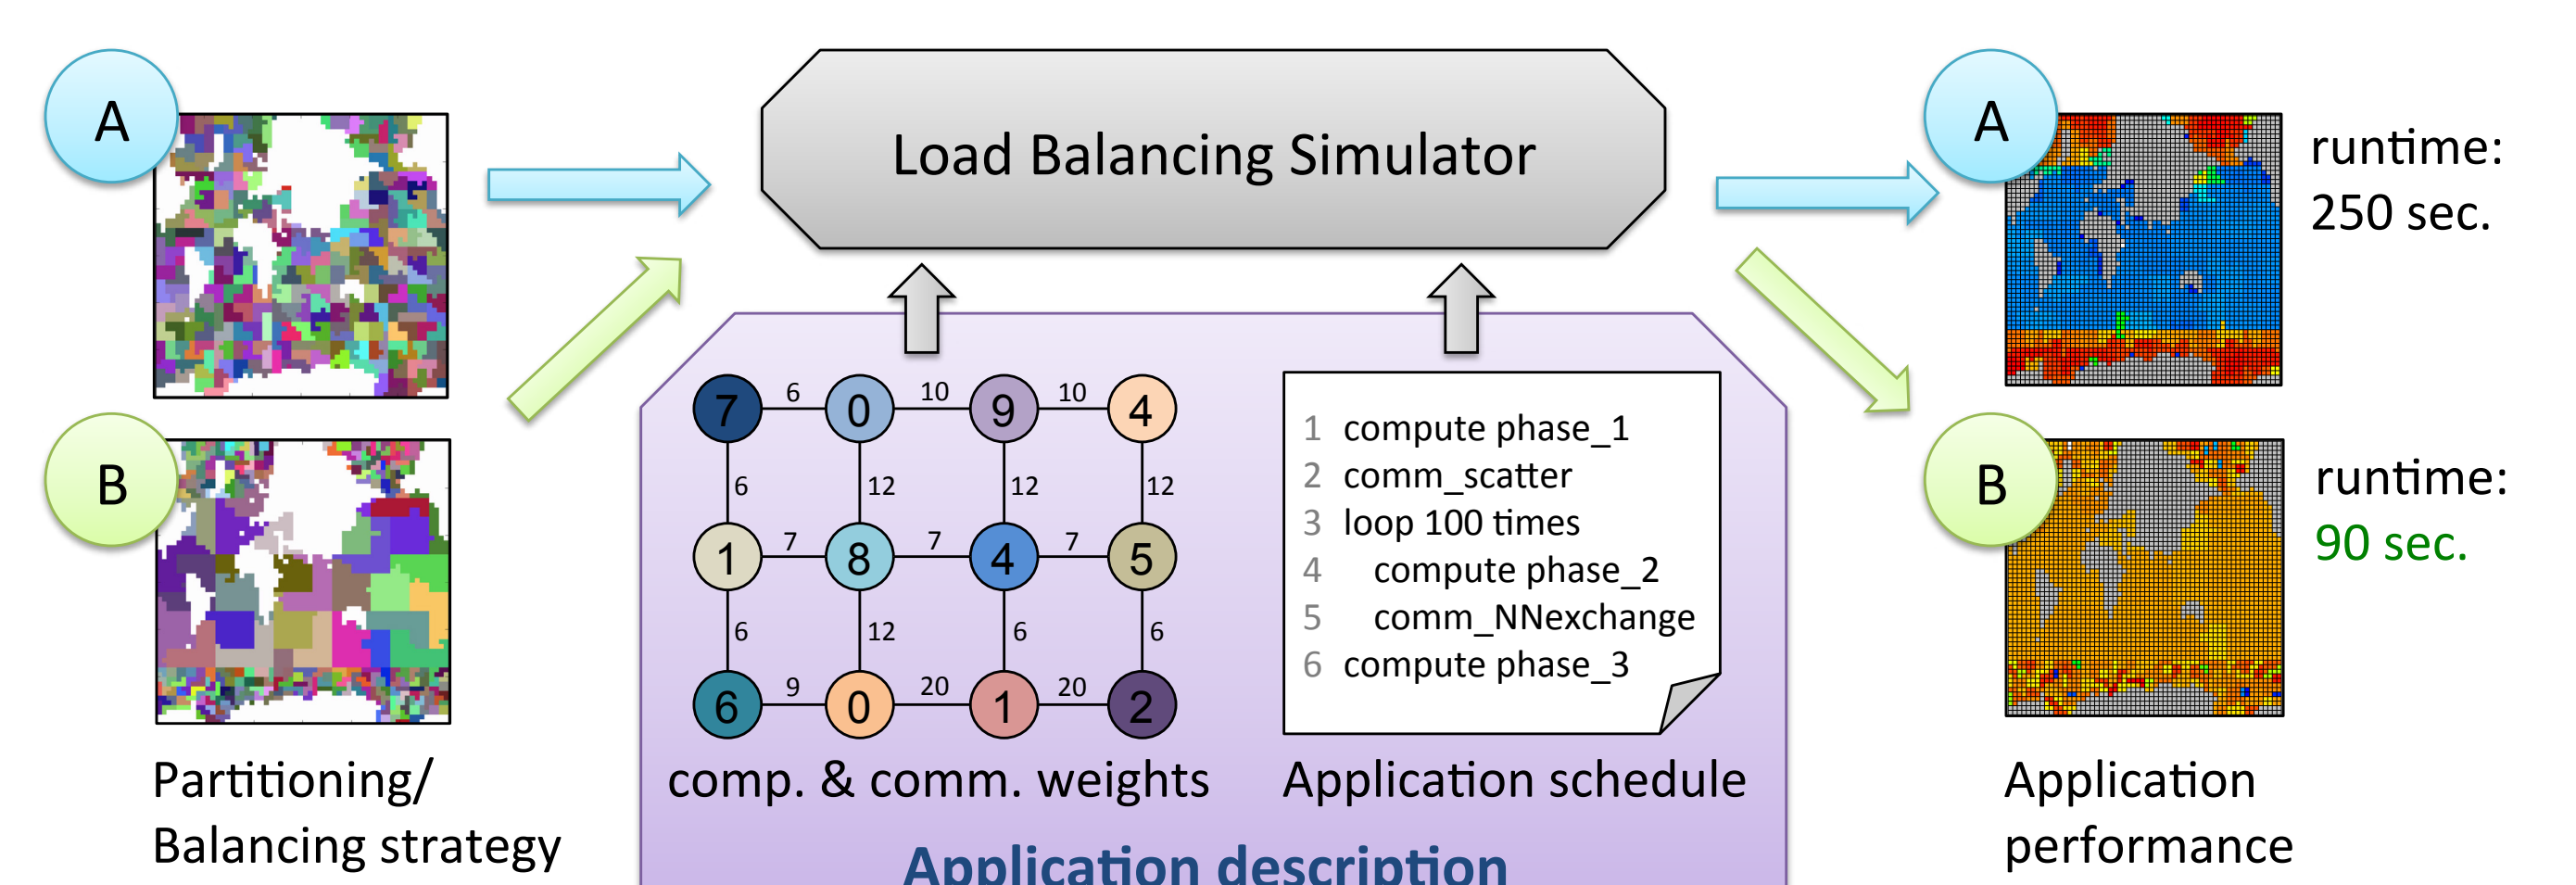 A
Load Balancing Simulator
A
runtime:
250 sec.
B
7 6 0 10 9 10 4
6 12 12 12
1 7 8 7 4 7 5
6 12 6 6
6 9 0 20 1 20 2
comp. & comm. weights
1 compute phase_1
2 comm_scatter
3 loop 100 times
4 compute phase_2
5 comm_NNexchange
6 compute phase_3
Application schedule
Application description
B
runtime:
90 sec.
Partitioning/
Balancing strategy
Application
performance